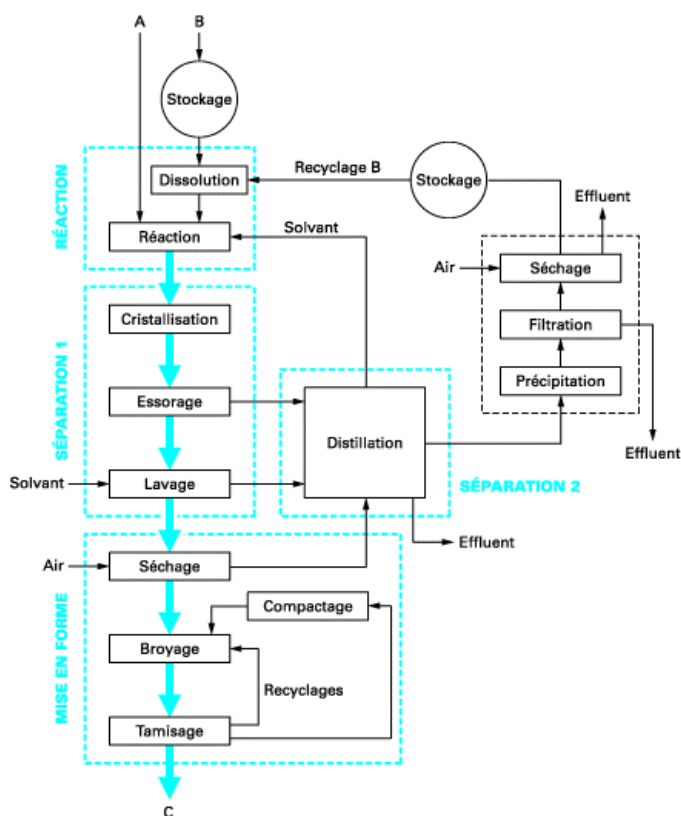 A
B
Stockage
Dissolution
Recyclage B
Stockage
Effluent
RÉACTION
Réaction
Solvant
Air
Séchage
Cristallisation
Filtration
SÉPARATION 1
Précipitation
Essorage
Distillation
Effluent
Solvant
Lavage
SÉPARATION 2
Effluent
Air
Séchage
MISE EN FORME
Compactage
Broyage
Recyclages
Tamisage
C